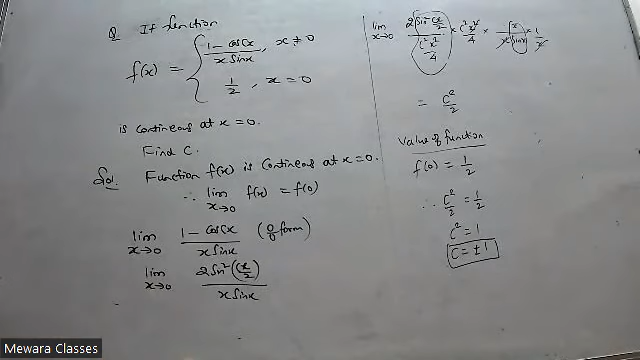 Q If function
f(x) = { 1 - cos cx / x sin x , x ≠ 0
1/2 , x = 0
is continous at x = 0.
Find C.
Sol. Function f(x) is continous at x = 0.
∴ lim x→0 f(x) = f(0)
lim x→0 1 - cos cx / x sin x (0/0 form)
lim x→0 2 sin² (cx/2) / x sin x
lim x→0 2 sin² cx/2 / c²x²/4 × c²x²/4 × x / x sin x × 1/x
= c²/2
Value of function
f(0) = 1/2
∴ c²/2 = 1/2
c² = 1
c = ± 1
Mewara Classes